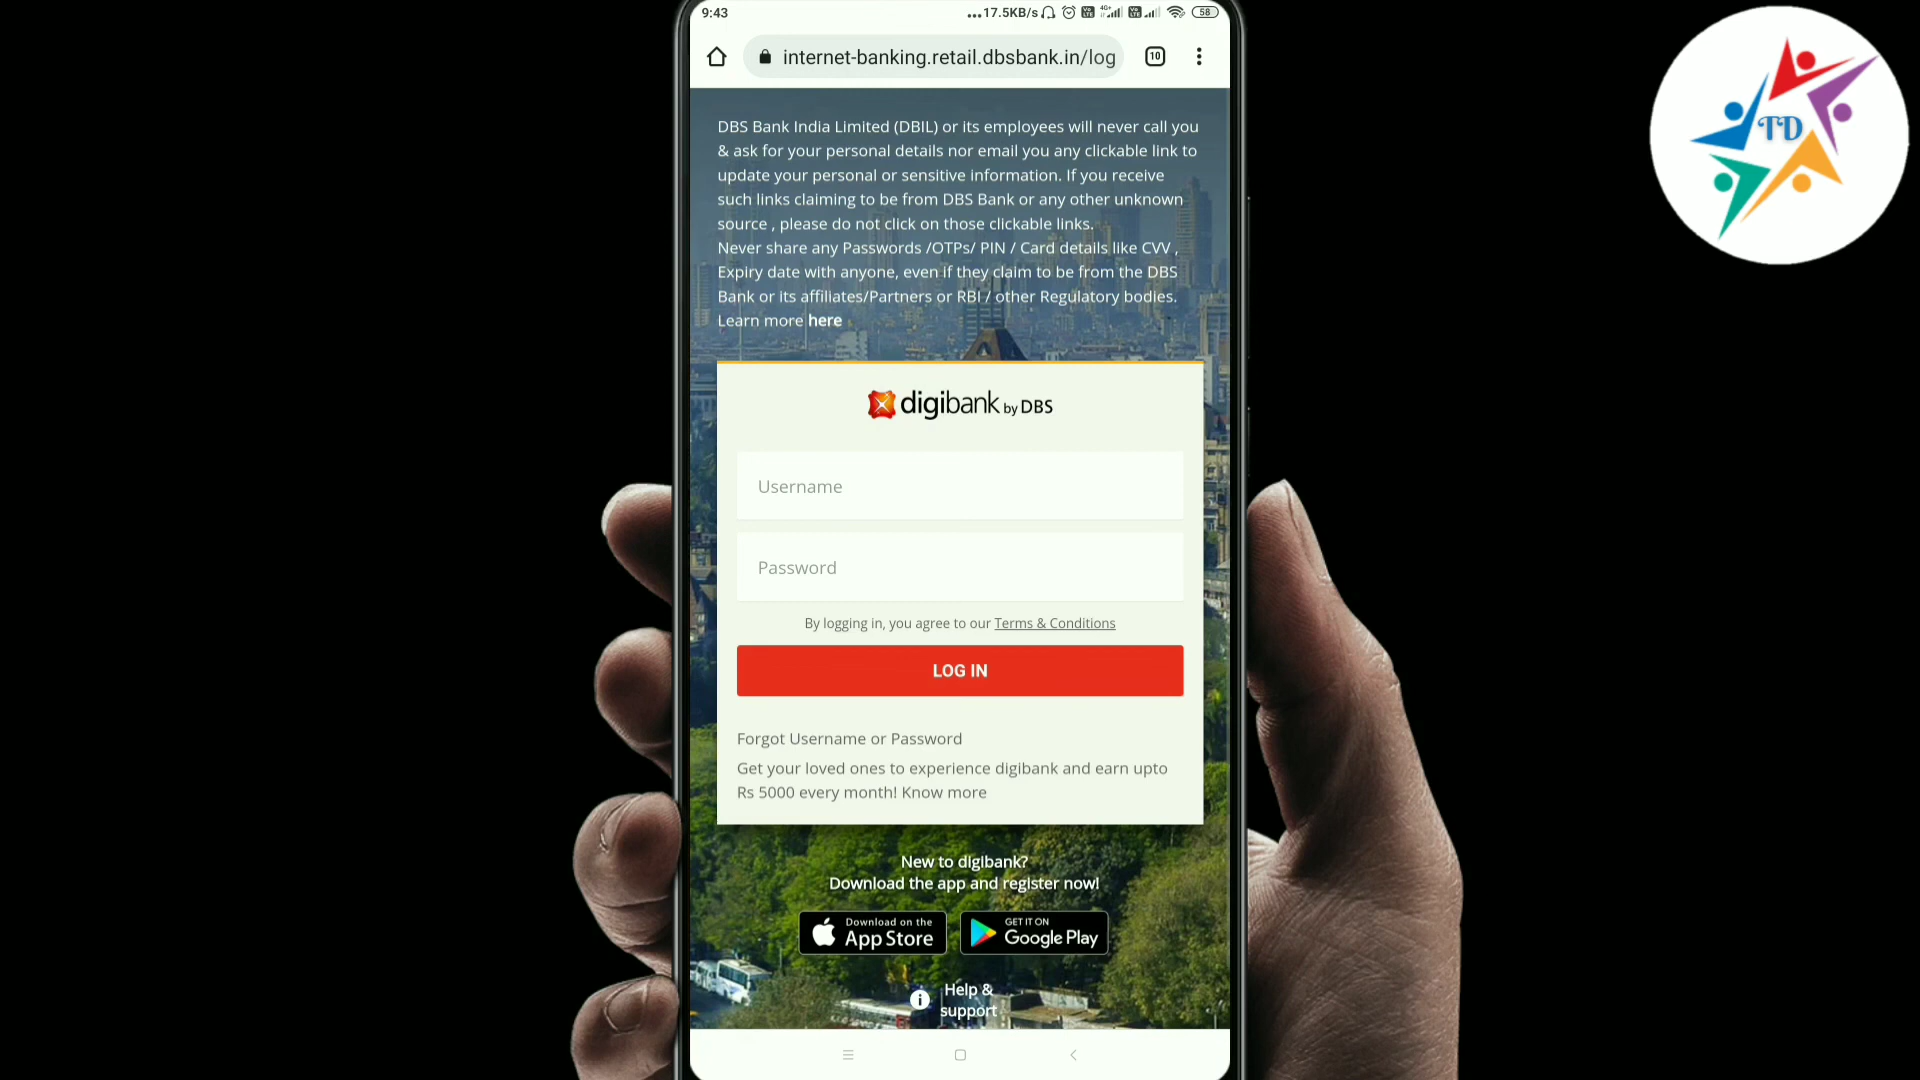 9:43
...17.5KB/s
58
internet-banking.retail.dbsbank.in/log
10
TD
DBS Bank India Limited (DBIL) or its employees will never call you
& ask for your personal details nor email you any clickable link to
update your personal or sensitive information. If you receive
such links claiming to be from DBS Bank or any other unknown
source , please do not click on those clickable links.
Never share any Passwords /OTPs/ PIN / Card details like CVV ,
Expiry date with anyone, even if they claim to be from the DBS
Bank or its affiliates/Partners or RBI / other Regulatory bodies.
Learn more here
digibank by DBS
Username
Password
By logging in, you agree to our Terms & Conditions
LOG IN
Forgot Username or Password
Get your loved ones to experience digibank and earn upto
Rs 5000 every month! Know more
New to digibank?
Download the app and register now!
Download on the
App Store
GET IT ON
Google Play
Help &
support